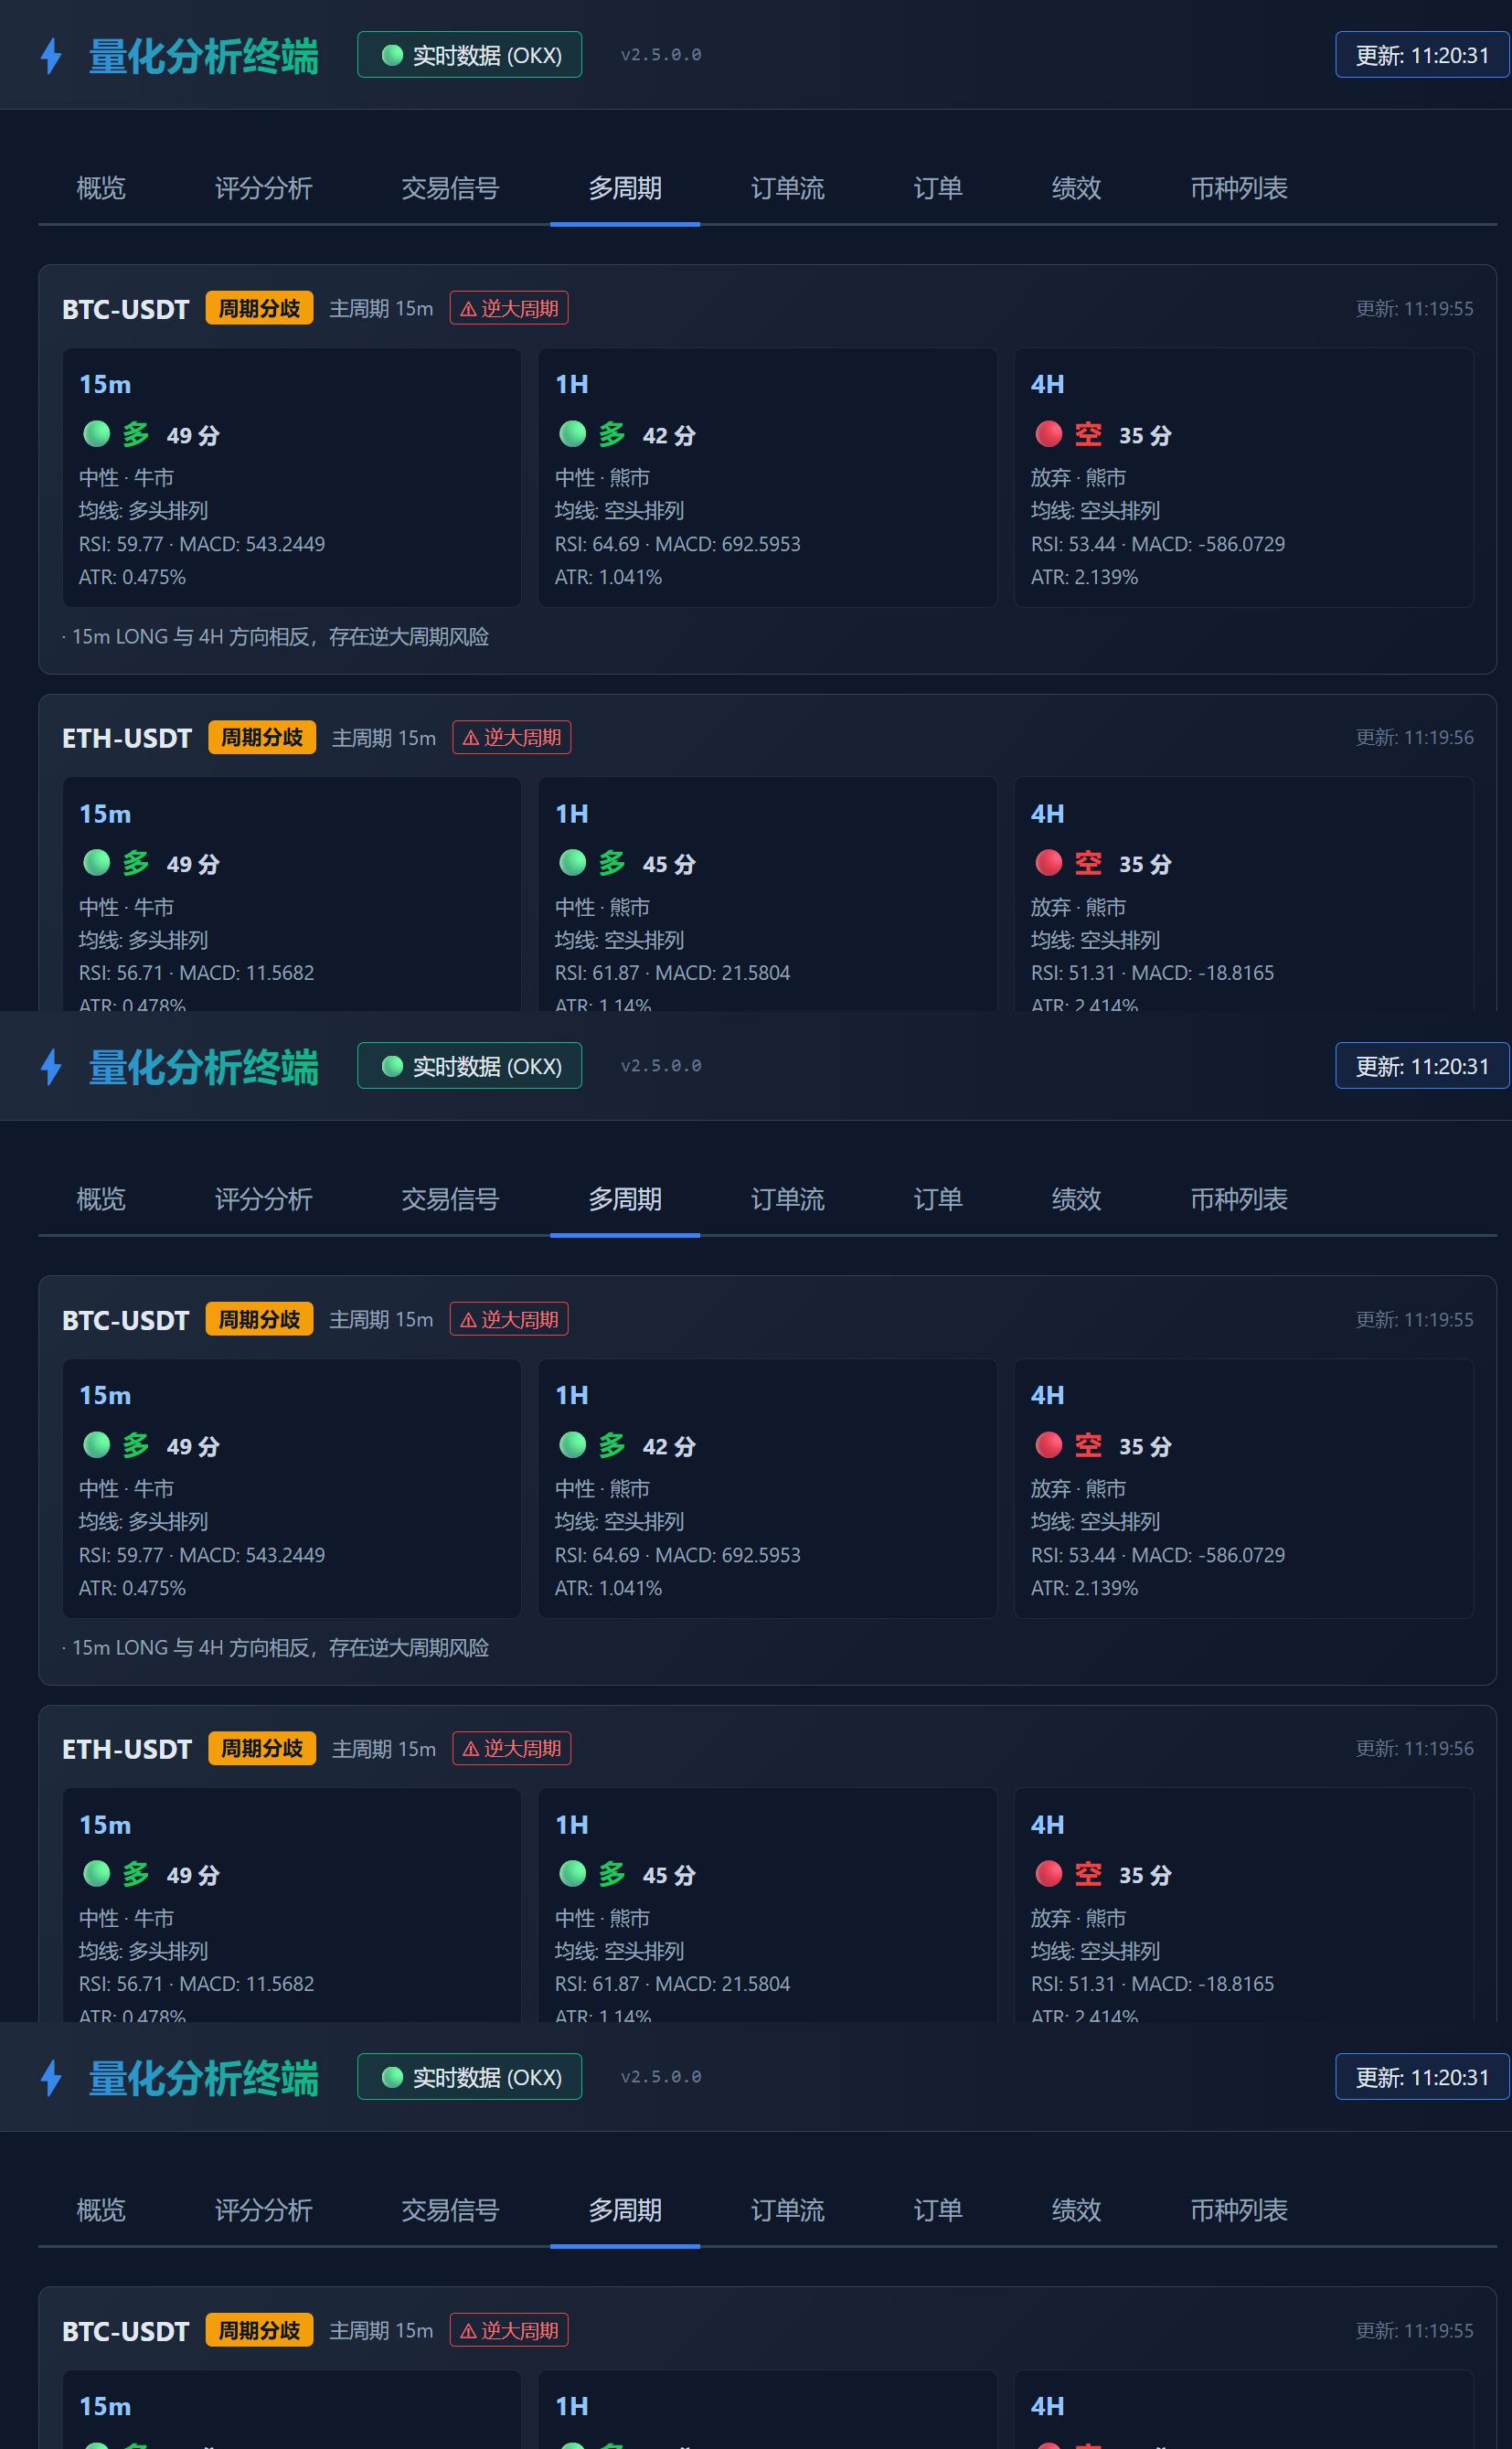 量化分析终端 实时数据 (OKX) v2.5.0.0 更新: 11:20:31
概览 评分分析 交易信号 多周期 订单流 订单 绩效 币种列表
BTC-USDT 周期分歧 主周期 15m ⚠ 逆大周期 更新: 11:19:55
15m
多 49 分
中性 · 牛市
均线: 多头排列
RSI: 59.77 · MACD: 543.2449
ATR: 0.475%
1H
多 42 分
中性 · 熊市
均线: 空头排列
RSI: 64.69 · MACD: 692.5953
ATR: 1.041%
4H
空 35 分
放弃 · 熊市
均线: 空头排列
RSI: 53.44 · MACD: -586.0729
ATR: 2.139%
· 15m LONG 与 4H 方向相反，存在逆大周期风险
ETH-USDT 周期分歧 主周期 15m ⚠ 逆大周期 更新: 11:19:56
15m
多 49 分
中性 · 牛市
均线: 多头排列
RSI: 56.71 · MACD: 11.5682
ATR: 0.478%
1H
多 45 分
中性 · 熊市
均线: 空头排列
RSI: 61.87 · MACD: 21.5804
ATR: 1.14%
4H
空 35 分
放弃 · 熊市
均线: 空头排列
RSI: 51.31 · MACD: -18.8165
ATR: 2.414%
量化分析终端 实时数据 (OKX) v2.5.0.0 更新: 11:20:31
概览 评分分析 交易信号 多周期 订单流 订单 绩效 币种列表
BTC-USDT 周期分歧 主周期 15m ⚠ 逆大周期 更新: 11:19:55
15m
多 49 分
中性 · 牛市
均线: 多头排列
RSI: 59.77 · MACD: 543.2449
ATR: 0.475%
1H
多 42 分
中性 · 熊市
均线: 空头排列
RSI: 64.69 · MACD: 692.5953
ATR: 1.041%
4H
空 35 分
放弃 · 熊市
均线: 空头排列
RSI: 53.44 · MACD: -586.0729
ATR: 2.139%
· 15m LONG 与 4H 方向相反，存在逆大周期风险
ETH-USDT 周期分歧 主周期 15m ⚠ 逆大周期 更新: 11:19:56
15m
多 49 分
中性 · 牛市
均线: 多头排列
RSI: 56.71 · MACD: 11.5682
ATR: 0.478%
1H
多 45 分
中性 · 熊市
均线: 空头排列
RSI: 61.87 · MACD: 21.5804
ATR: 1.14%
4H
空 35 分
放弃 · 熊市
均线: 空头排列
RSI: 51.31 · MACD: -18.8165
ATR: 2.414%
量化分析终端 实时数据 (OKX) v2.5.0.0 更新: 11:20:31
概览 评分分析 交易信号 多周期 订单流 订单 绩效 币种列表
BTC-USDT 周期分歧 主周期 15m ⚠ 逆大周期 更新: 11:19:55
15m
1H
4H